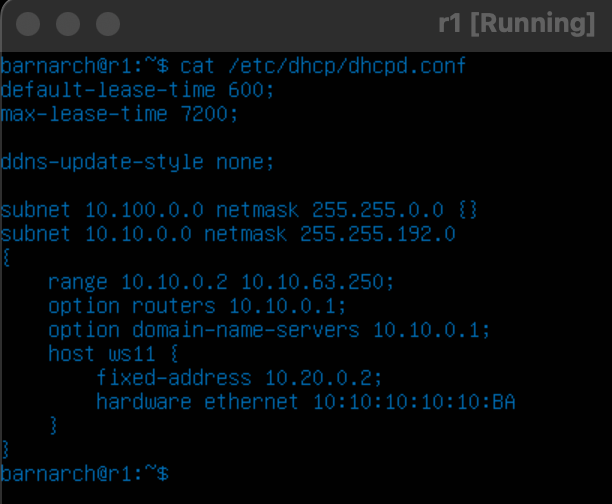 r1 [Running]
barnarch@r1:~$ cat /etc/dhcp/dhcpd.conf
default-lease-time 600;
max-lease-time 7200;

ddns-update-style none;

subnet 10.100.0.0 netmask 255.255.0.0 {}
subnet 10.10.0.0 netmask 255.255.192.0
{
    range 10.10.0.2 10.10.63.250;
    option routers 10.10.0.1;
    option domain-name-servers 10.10.0.1;
    host ws11 {
        fixed-address 10.20.0.2;
        hardware ethernet 10:10:10:10:10:BA
    }
}
barnarch@r1:~$